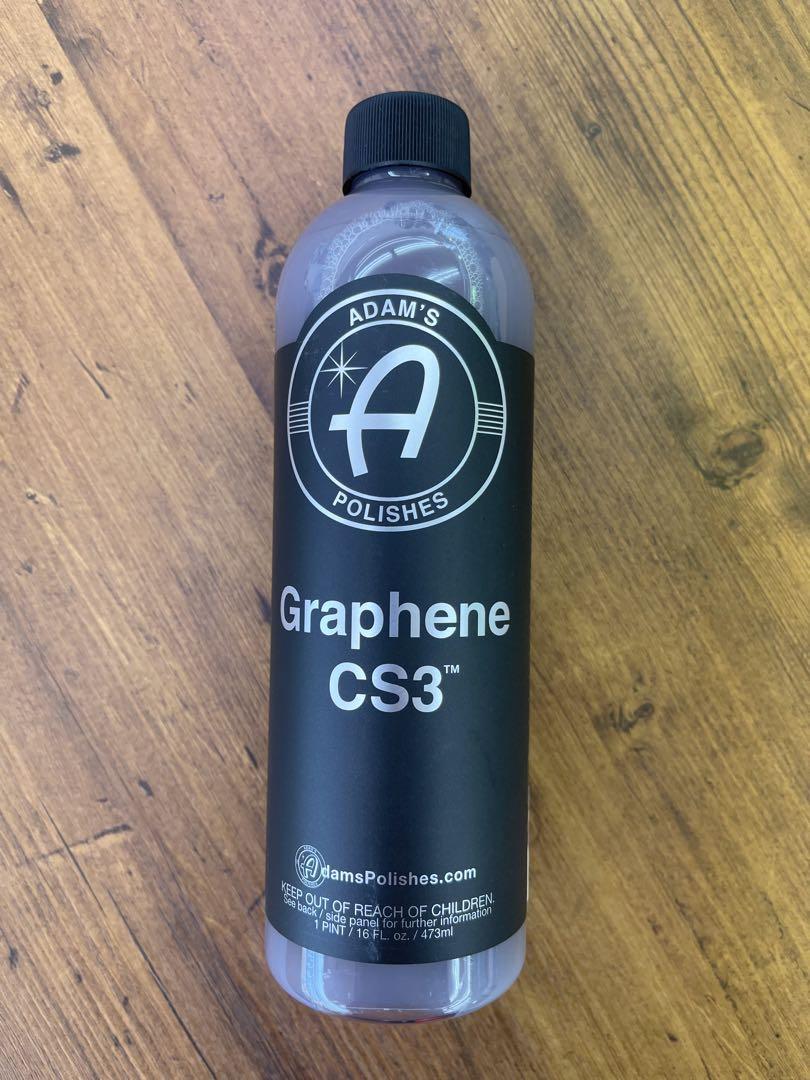 ADAM'S
A
POLISHES
Graphene
CS3™
AdamsPolishes.com
KEEP OUT OF REACH OF CHILDREN.
See back / side panel for further information
1 PINT / 16 FL. oz. / 473ml